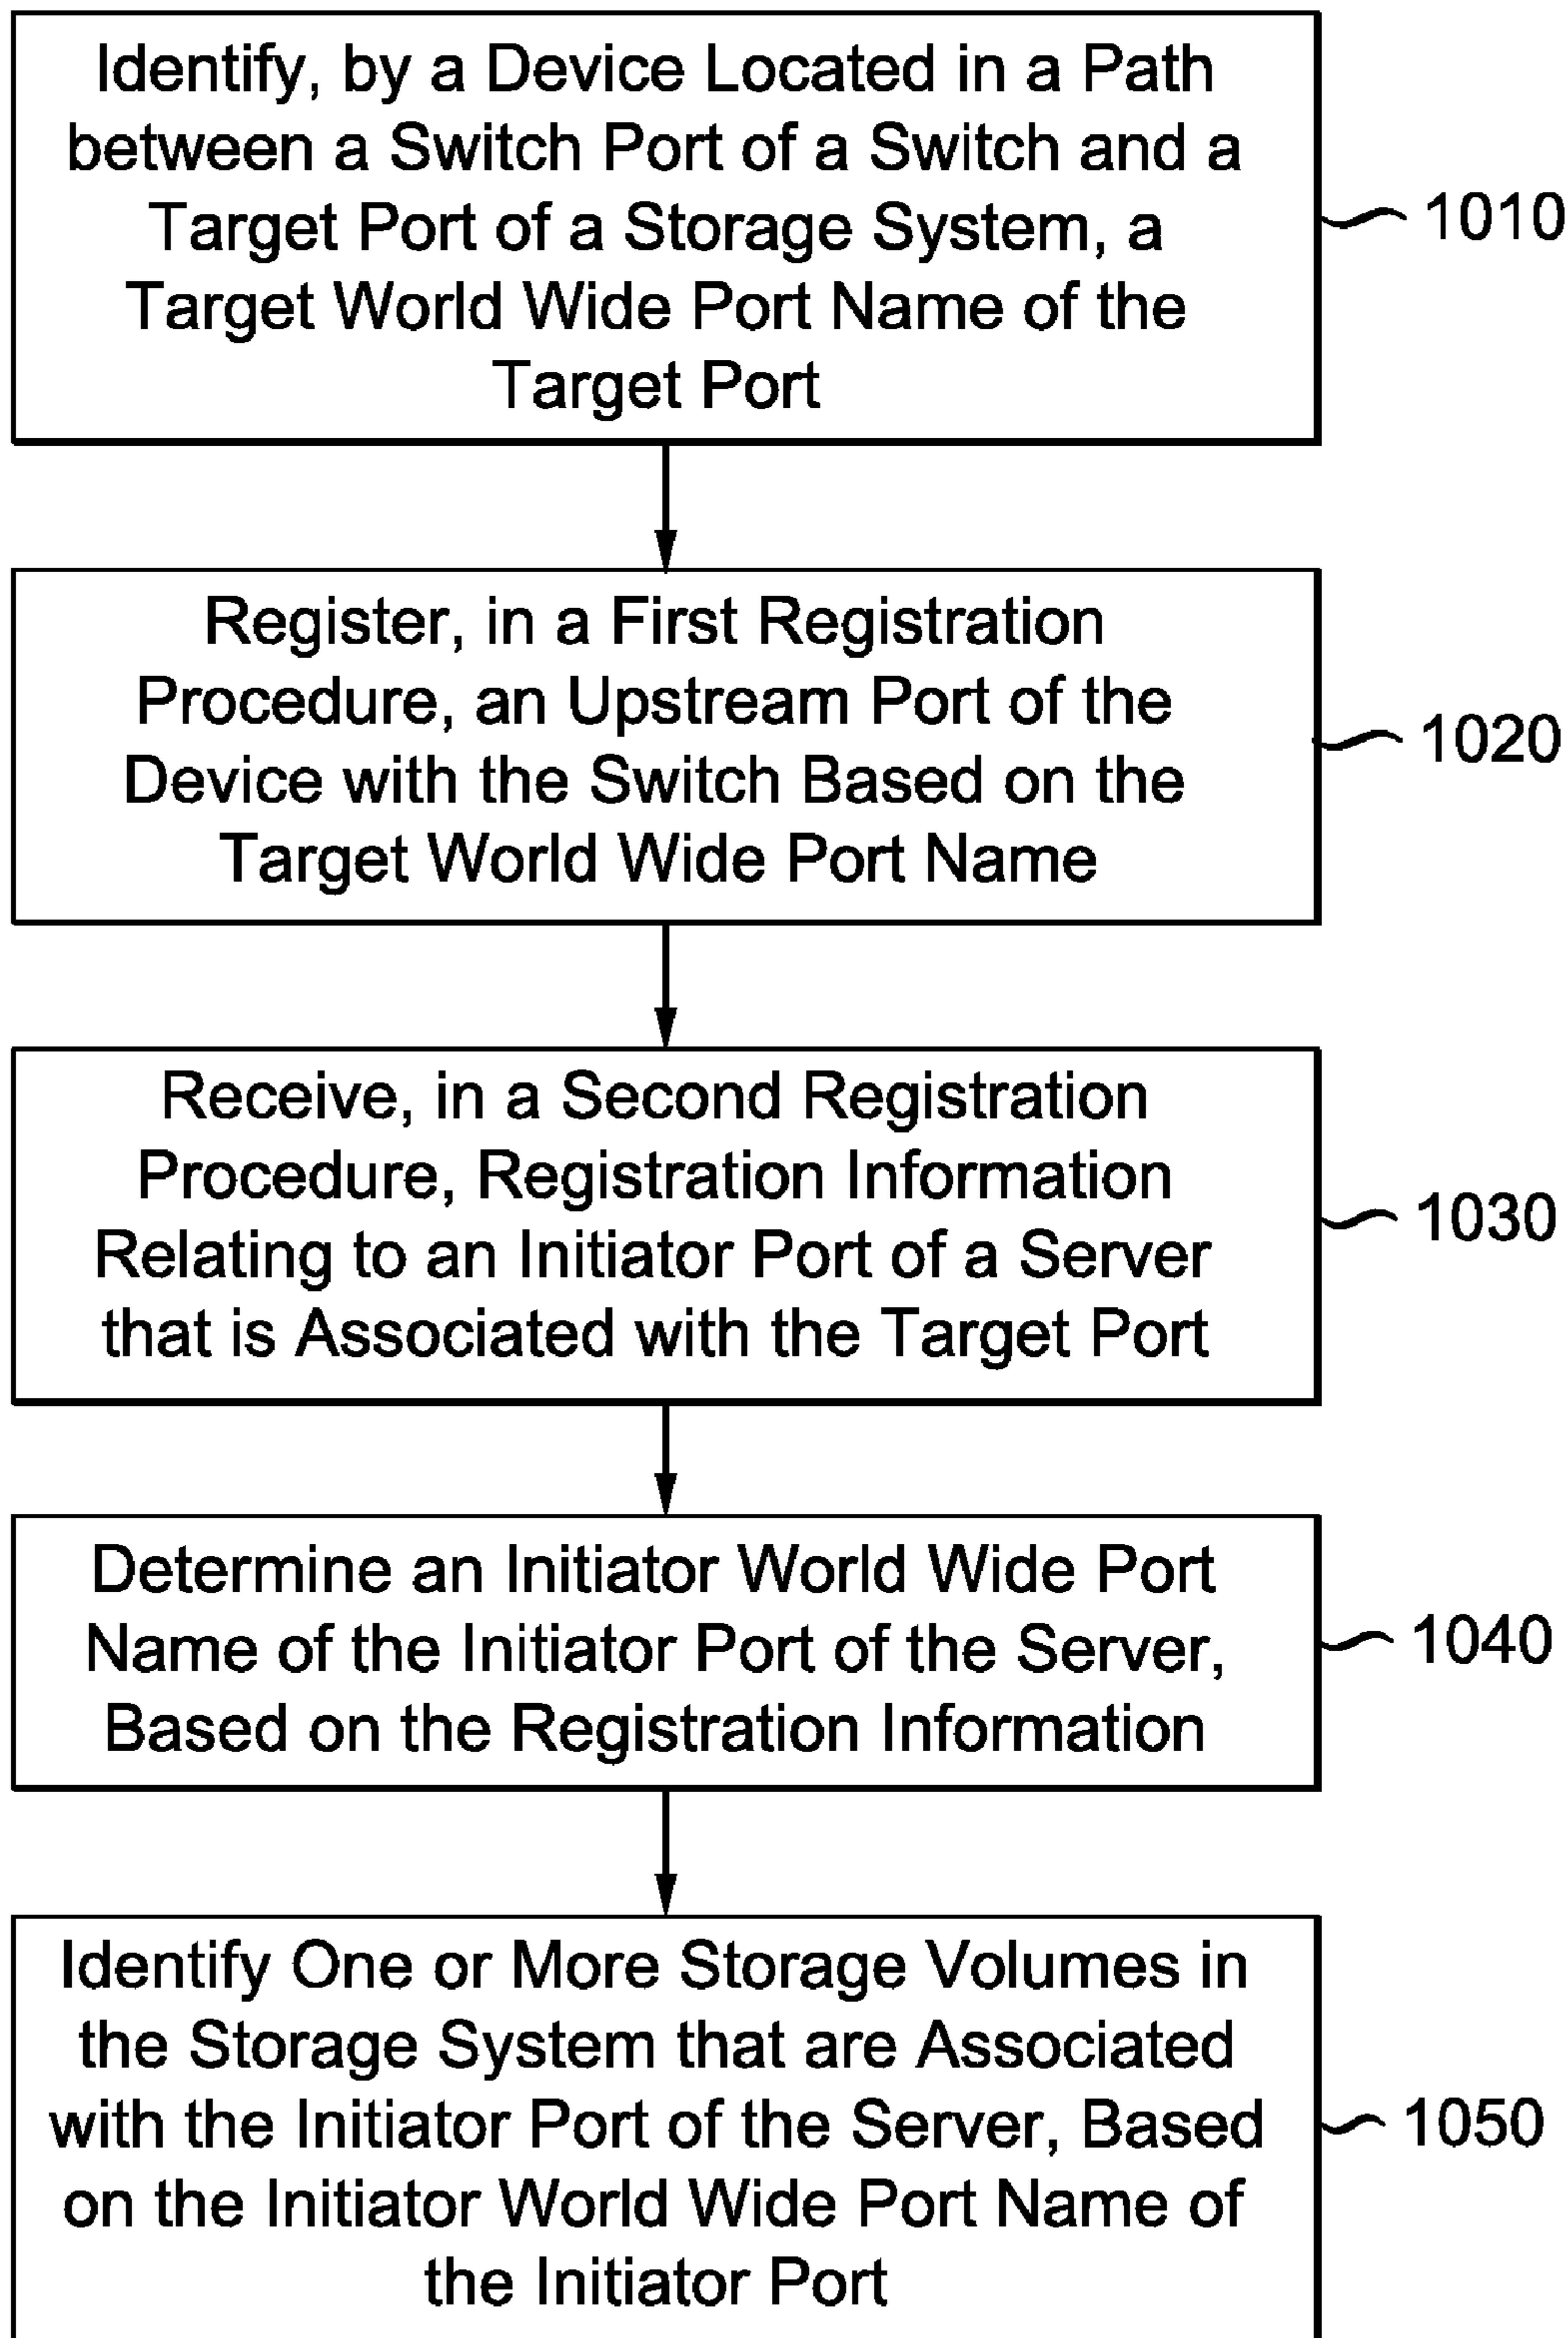 Identify, by a Device Located in a Path
between a Switch Port of a Switch and a
Target Port of a Storage System, a
Target World Wide Port Name of the
Target Port
1010
Register, in a First Registration
Procedure, an Upstream Port of the
Device with the Switch Based on the
Target World Wide Port Name
1020
Receive, in a Second Registration
Procedure, Registration Information
Relating to an Initiator Port of a Server
that is Associated with the Target Port
1030
Determine an Initiator World Wide Port
Name of the Initiator Port of the Server,
Based on the Registration Information
1040
Identify One or More Storage Volumes in
the Storage System that are Associated
with the Initiator Port of the Server, Based
on the Initiator World Wide Port Name of
the Initiator Port
1050